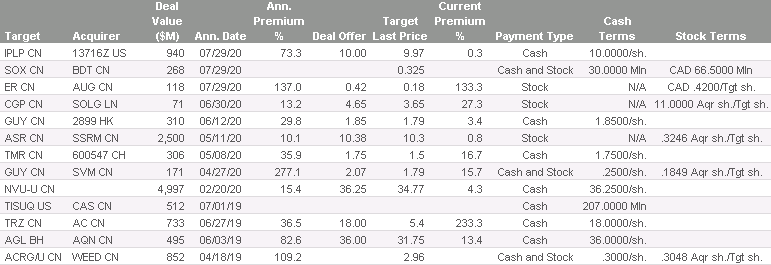 Deal Ann. Current
Value Premium Target Premium Cash
Target Acquirer ($M) Ann. Date % Deal Offer Last Price % Payment Type Terms Stock Terms
IPLP CN 13716Z US 940 07/29/20 73.3 10.00 9.97 0.3 Cash 10.0000/sh.
SOX CN BDT CN 268 07/29/20 0.325 Cash and Stock 30.0000 Mln CAD 66.5000 Mln
ER CN AUG CN 118 07/29/20 137.0 0.42 0.18 133.3 Stock N/A CAD .4200/Tgt sh.
CGP CN SOLG LN 71 06/30/20 13.2 4.65 3.65 27.3 Stock N/A 11.0000 Aqr sh./Tgt sh.
GUY CN 2899 HK 310 06/12/20 29.8 1.85 1.79 3.4 Cash 1.8500/sh.
ASR CN SSRM CN 2,500 05/11/20 10.1 10.38 10.3 0.8 Stock N/A .3246 Aqr sh./Tgt sh.
TMR CN 600547 CH 306 05/08/20 35.9 1.75 1.5 16.7 Cash 1.7500/sh.
GUY CN SVM CN 171 04/27/20 277.1 2.07 1.79 15.7 Cash and Stock .2500/sh. .1849 Aqr sh./Tgt sh.
NVU-U CN 4,997 02/20/20 15.4 36.25 34.77 4.3 Cash 36.2500/sh.
TISUQ US CAS CN 512 07/01/19 Cash 207.0000 Mln
TRZ CN AC CN 733 06/27/19 36.5 18.00 5.4 233.3 Cash 18.0000/sh.
AGL BH AQN CN 495 06/03/19 82.6 36.00 31.75 13.4 Cash 36.0000/sh.
ACRG/U CN WEED CN 852 04/18/19 109.2 2.96 Cash and Stock .3000/sh. .3048 Aqr sh./Tgt sh.